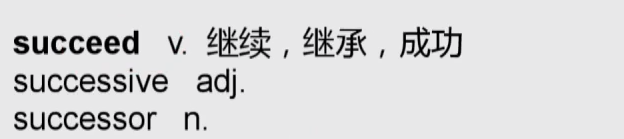 succeed v. 继续，继承，成功
successive adj.
successor n.